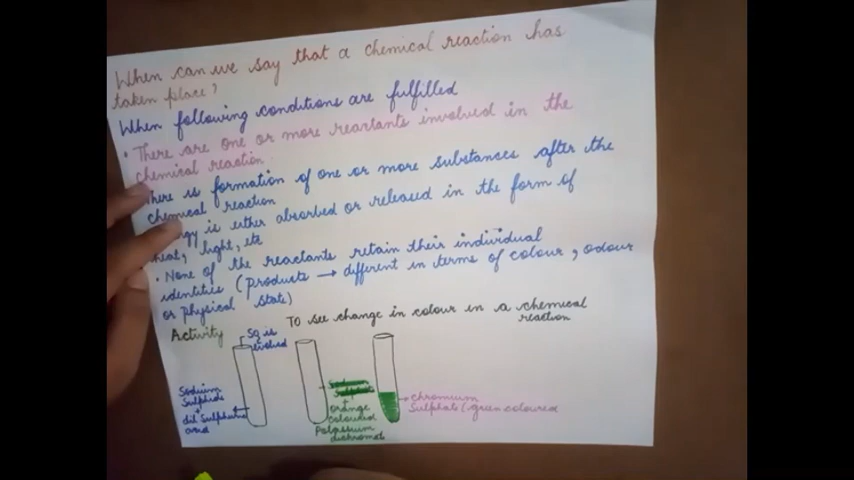 When can we say that a chemical reaction has
taken place?
When following conditions are fulfilled
• There are one or more reactants involved in the
chemical reaction
There is formation of one or more substances after the
chemical reaction
gy is either absorbed or released in the form of
heat, light, etc
• None of the reactants retain their individual
identities (Products → different in terms of colour, odour
or physical state)
Activity To see change in colour in a chemical
reaction
SO2 is
evolved
Sodium
Sulphide
+
dil Sulphuric
acid
+
orange
coloured
Potassium
dichromate
chromium
Sulphate (green coloured